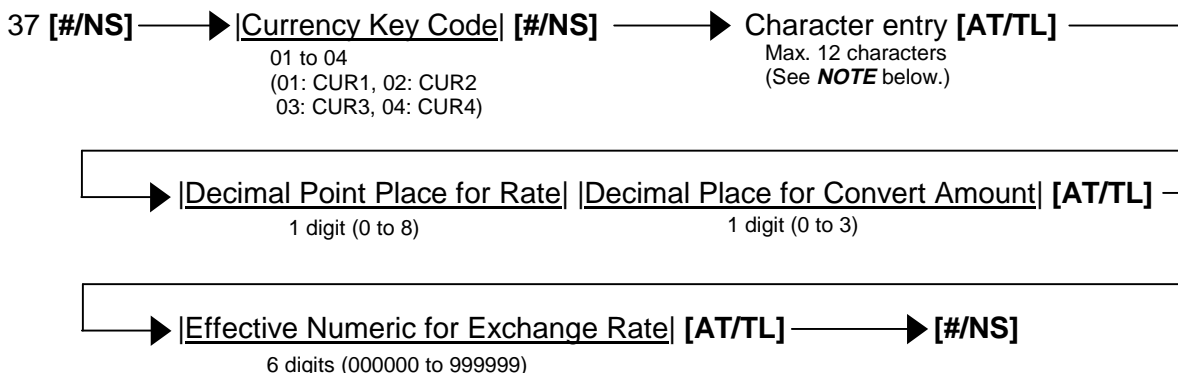 37 [#/NS] |Currency Key Code| [#/NS] Character entry [AT/TL]
01 to 04
(01: CUR1, 02: CUR2
03: CUR3, 04: CUR4)
Max. 12 characters
(See NOTE below.)
|Decimal Point Place for Rate| |Decimal Place for Convert Amount| [AT/TL]
1 digit (0 to 8) 1 digit (0 to 3)
|Effective Numeric for Exchange Rate| [AT/TL] [#/NS]
6 digits (000000 to 999999)